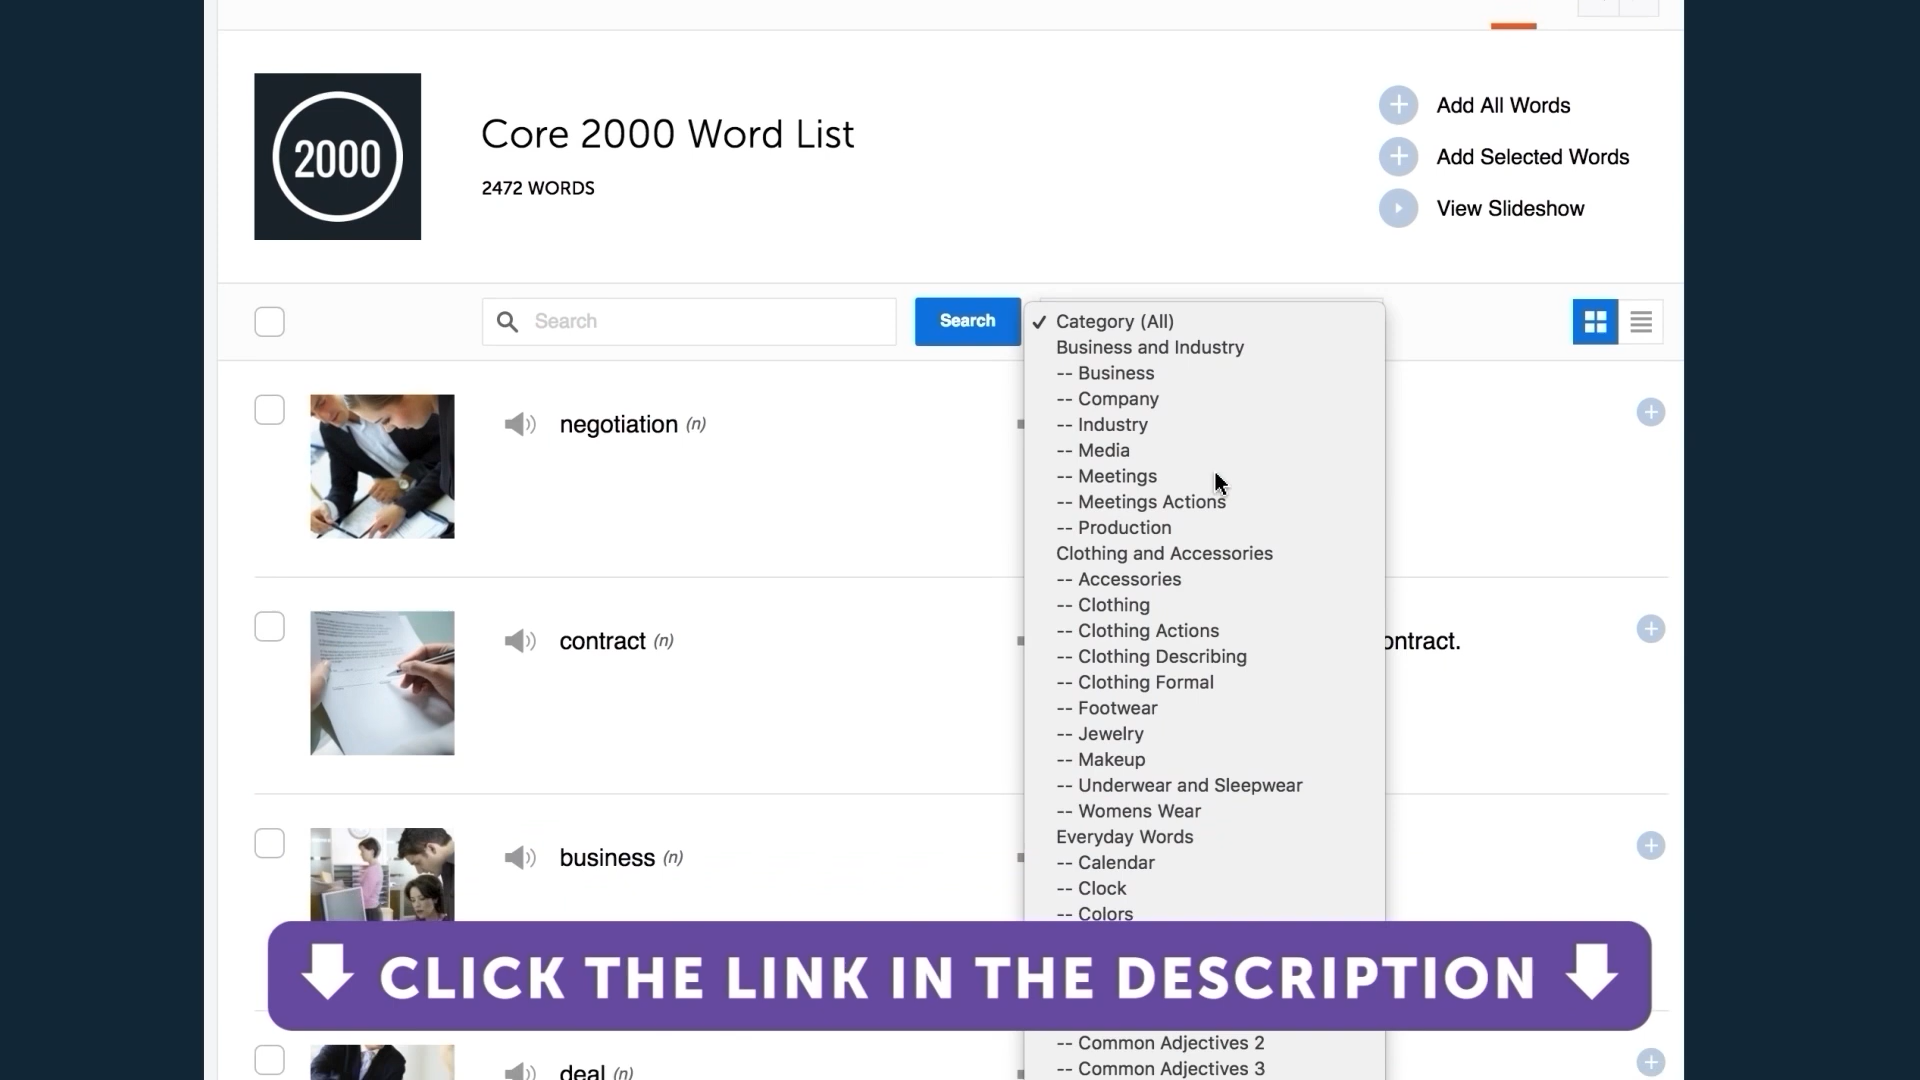 2000
Core 2000 Word List
2472 WORDS
Add All Words
Add Selected Words
View Slideshow
Search
Search
✓ Category (All)
Business and Industry
-- Business
-- Company
-- Industry
-- Media
-- Meetings
-- Meetings Actions
-- Production
Clothing and Accessories
-- Accessories
-- Clothing
-- Clothing Actions
-- Clothing Describing
-- Clothing Formal
-- Footwear
-- Jewelry
-- Makeup
-- Underwear and Sleepwear
-- Womens Wear
Everyday Words
-- Calendar
-- Clock
-- Colors
-- Common Adjectives 2
-- Common Adjectives 3
negotiation (n)
contract (n)
ontract.
business (n)
deal (n)
CLICK THE LINK IN THE DESCRIPTION